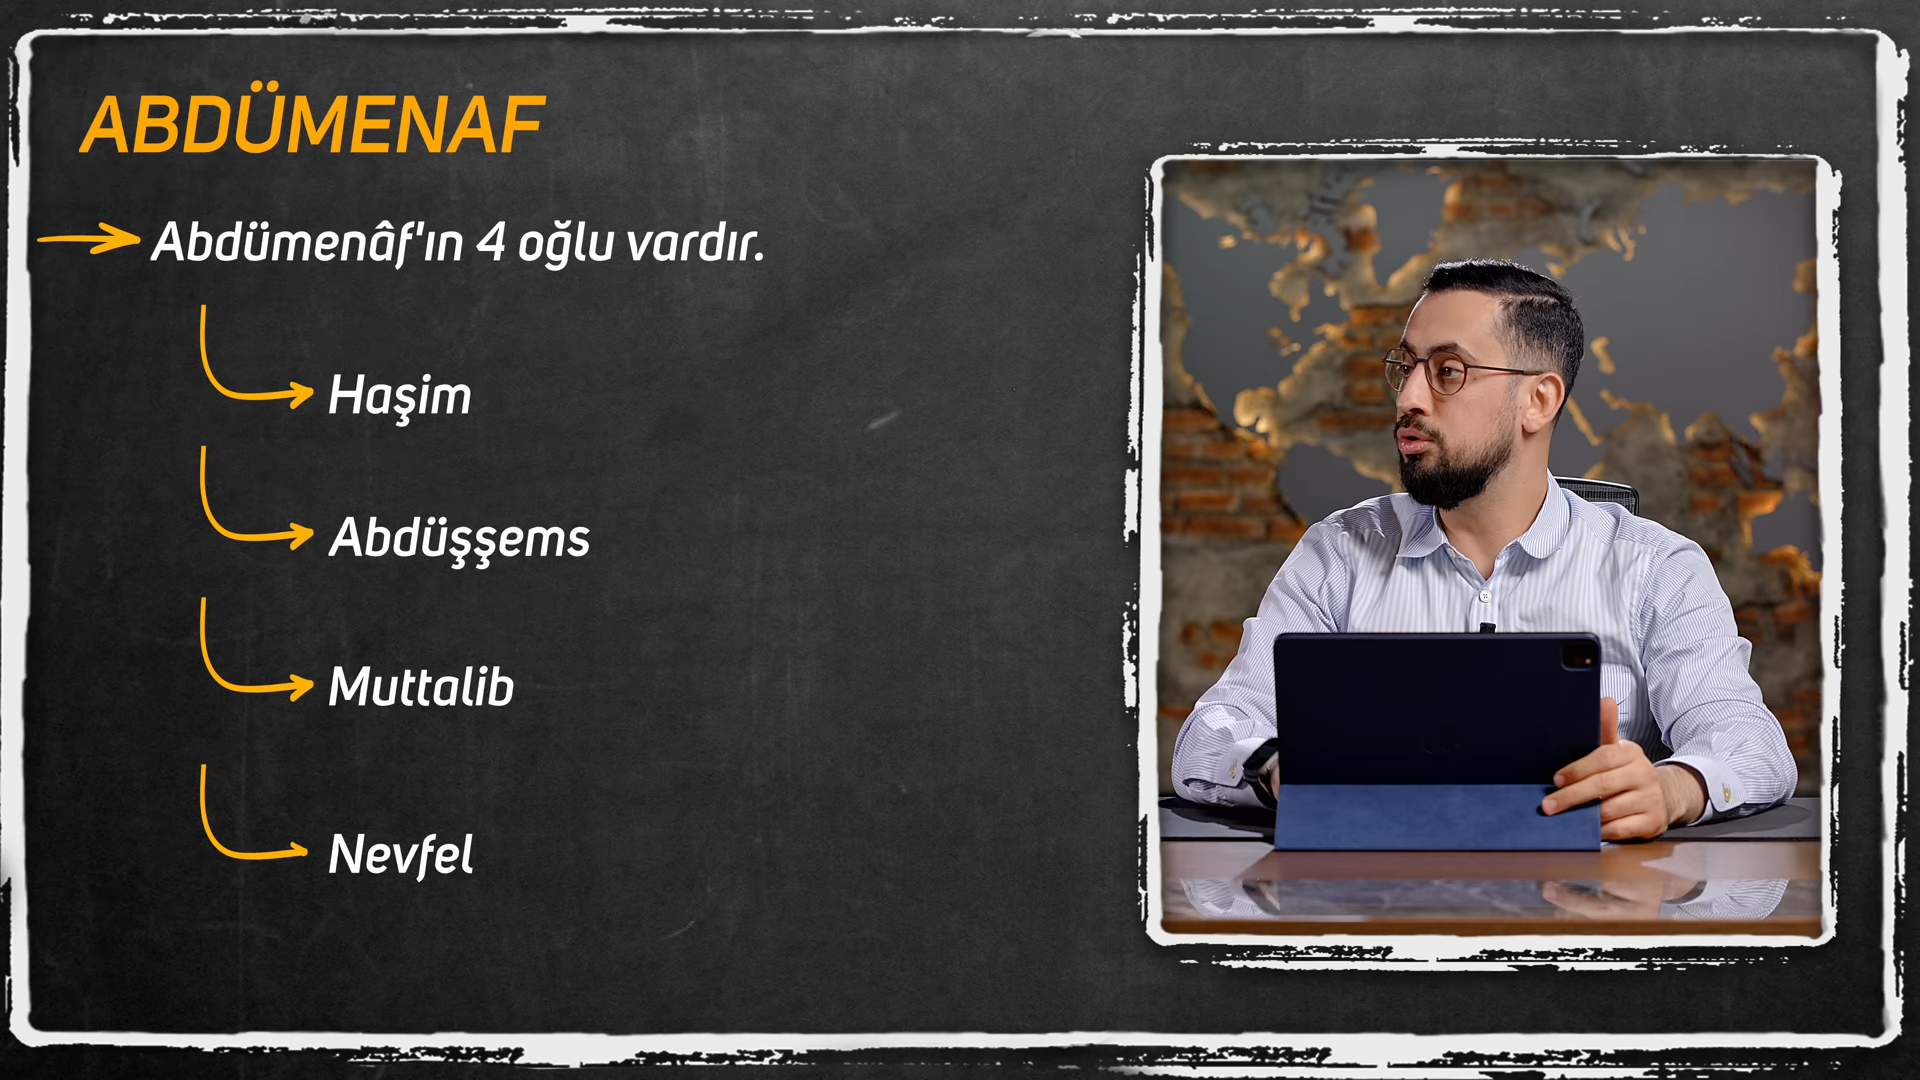 ABDÜMENAF
Abdümenâf'ın 4 oğlu vardır.
Haşim
Abdüşşems
Muttalib
Nevfel